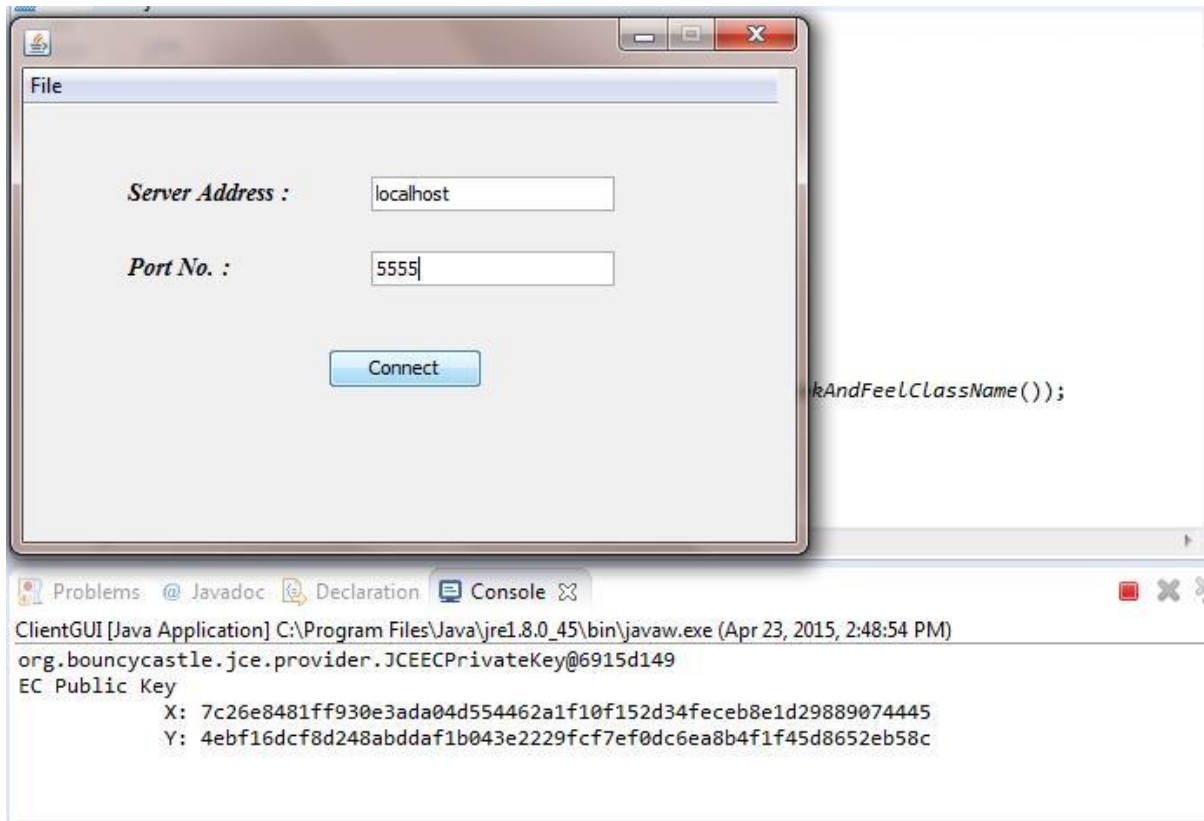 File
Server Address : localhost
Port No. : 5555
Connect
kAndFeelClassName());
Problems @ Javadoc Declaration Console
ClientGUI [Java Application] C:\Program Files\Java\jre1.8.0_45\bin\javaw.exe (Apr 23, 2015, 2:48:54 PM)
org.bouncycastle.jce.provider.JCEECPrivateKey@6915d149
EC Public Key
X: 7c26e8481ff930e3ada04d554462a1f10f152d34feceb8e1d29889074445
Y: 4ebf16dcf8d248abddaf1b043e2229fcf7ef0dc6ea8b4f1f45d8652eb58c